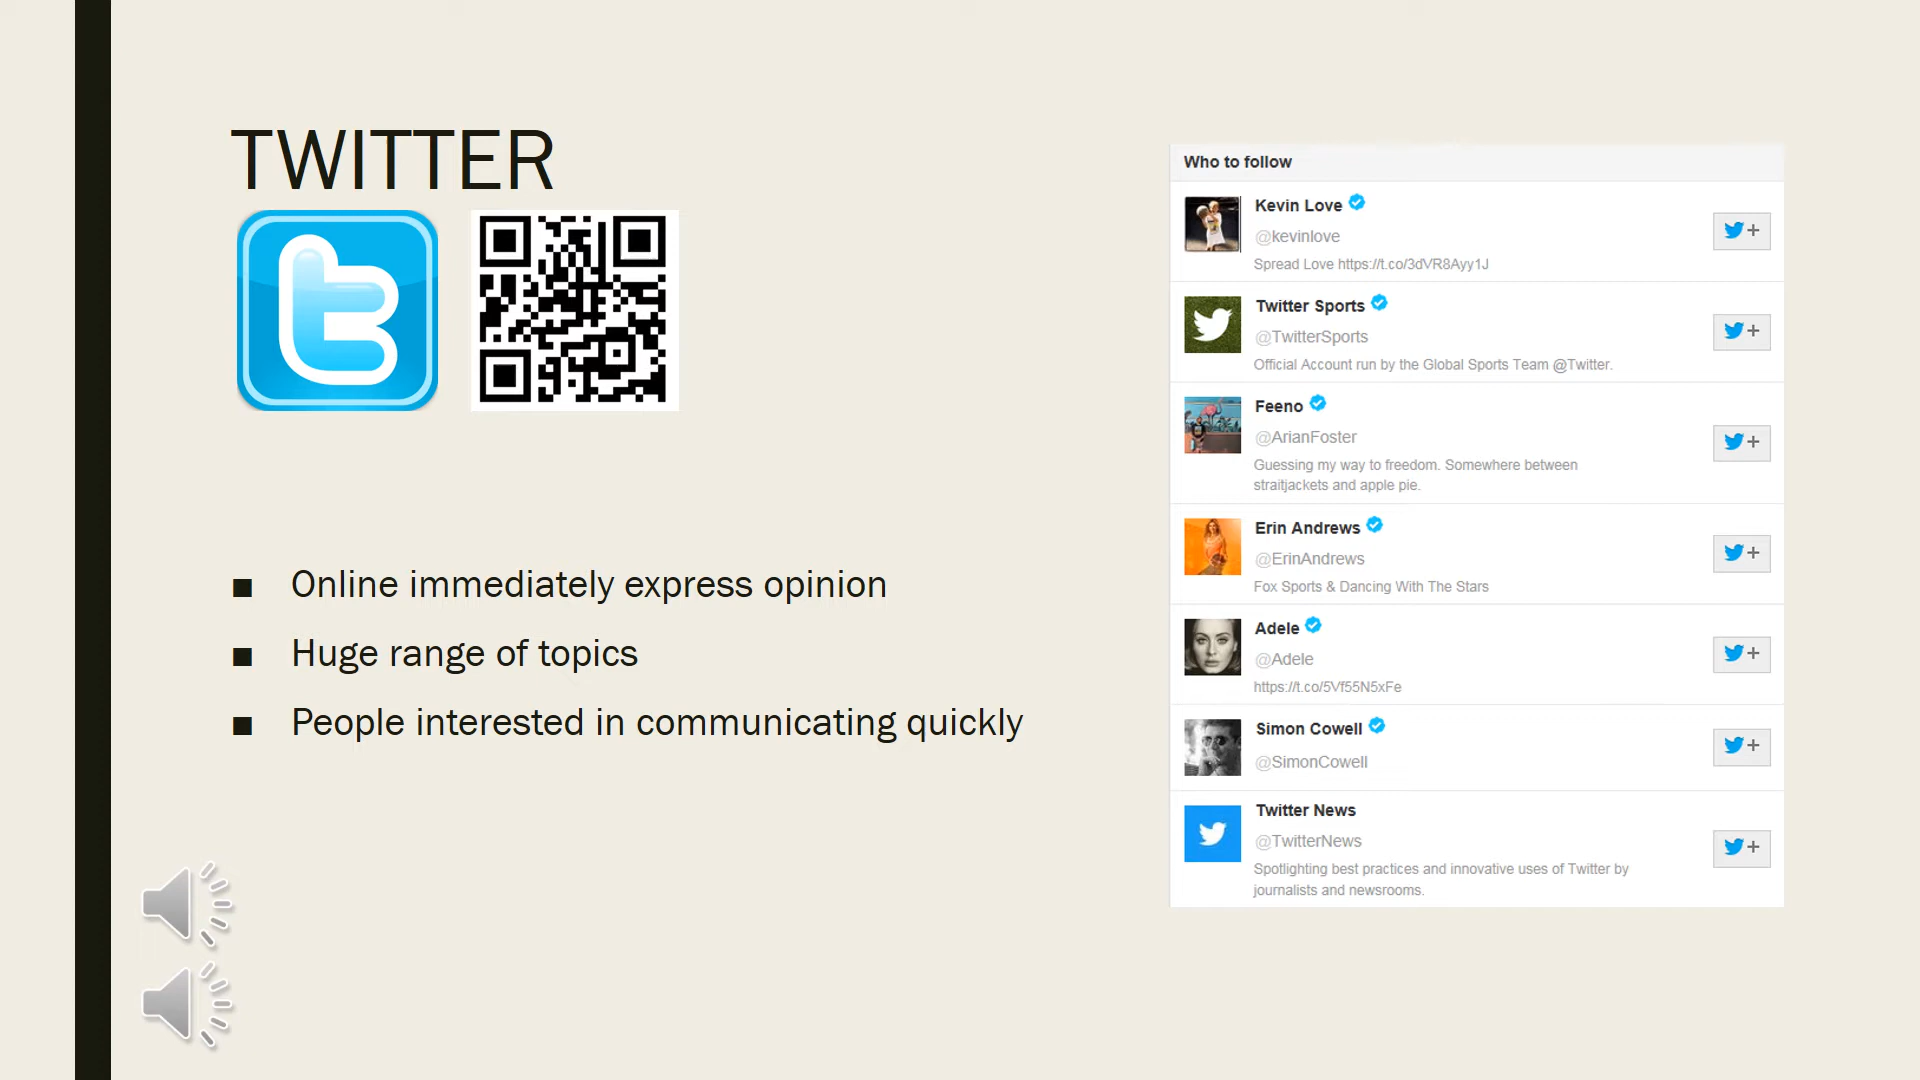 TWITTER
■ Online immediately express opinion
■ Huge range of topics
■ People interested in communicating quickly
Who to follow
Kevin Love
@kevinlove
Spread Love https://t.co/3dVR8Ayy1J
Twitter Sports
@TwitterSports
Official Account run by the Global Sports Team @Twitter.
Feeno
@ArianFoster
Guessing my way to freedom. Somewhere between
straitjackets and apple pie.
Erin Andrews
@ErinAndrews
Fox Sports & Dancing With The Stars
Adele
@Adele
https://t.co/5Vf55N5xFe
Simon Cowell
@SimonCowell
Twitter News
@TwitterNews
Spotlighting best practices and innovative uses of Twitter by
journalists and newsrooms.